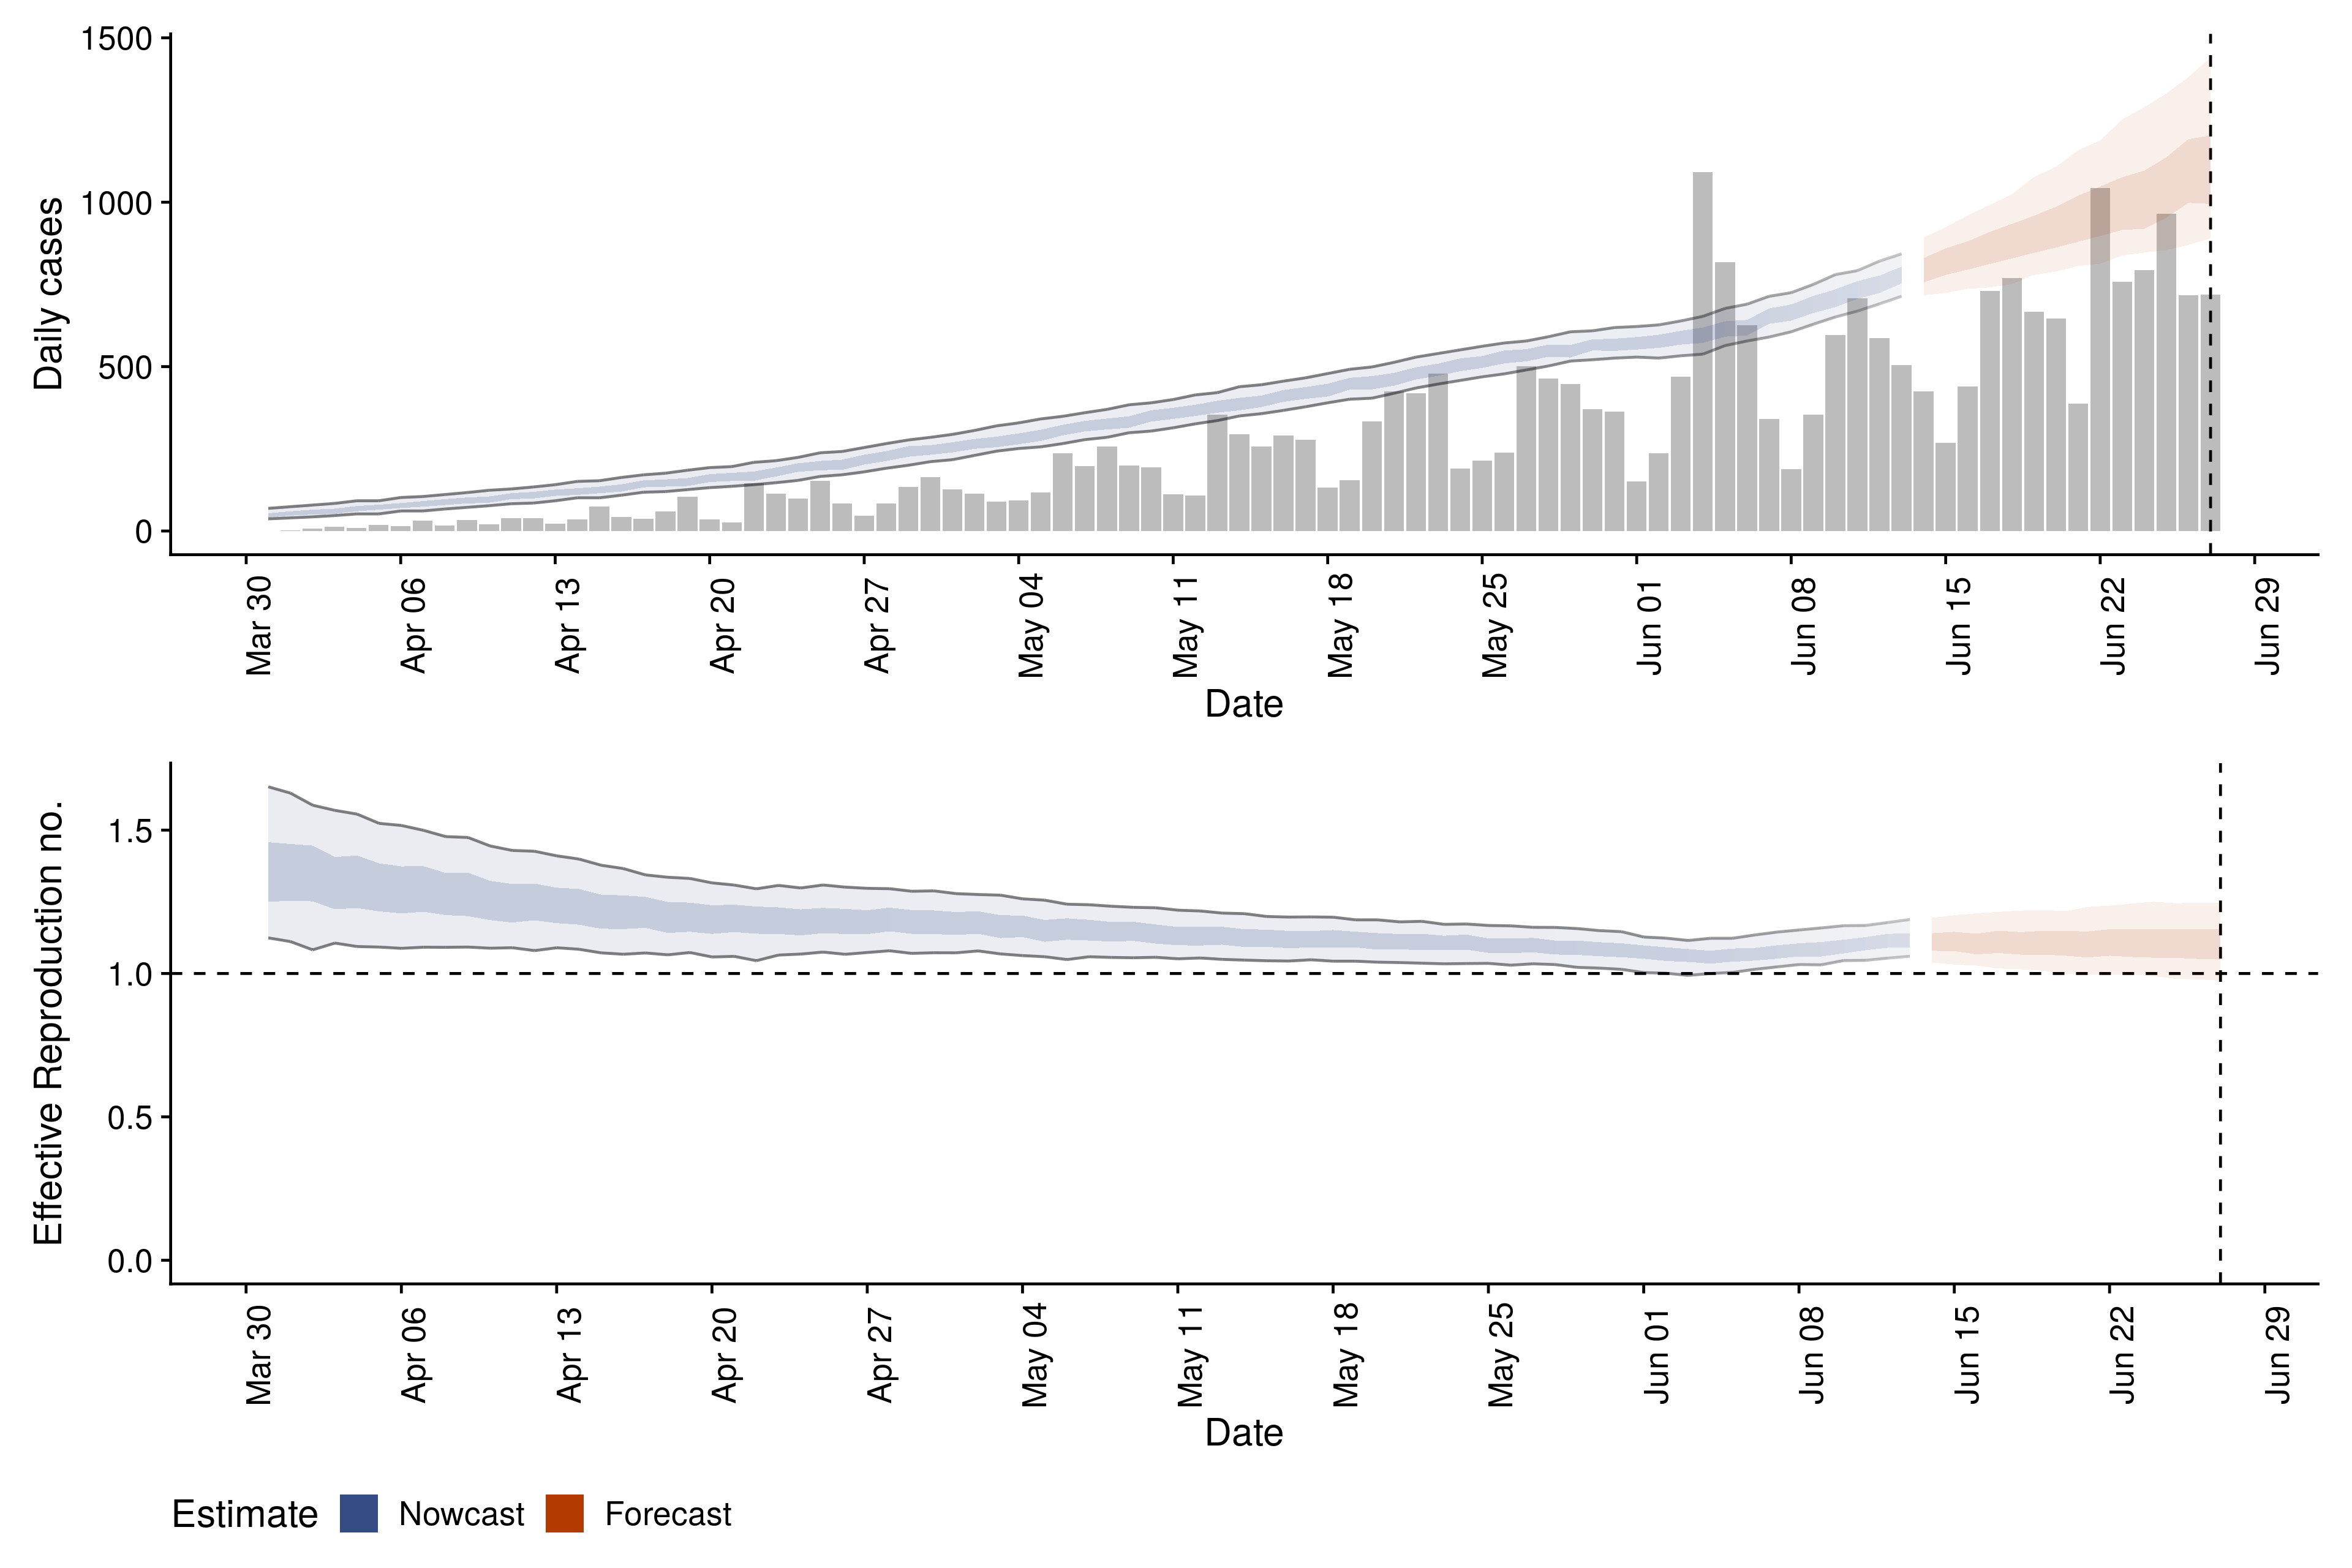 1500
1000
500
0
Daily cases
Mar 30
Apr 06
Apr 13
Apr 20
Apr 27
May 04
May 11
May 18
May 25
Jun 01
Jun 08
Jun 15
Jun 22
Jun 29
Date
1.5
1.0
0.5
0.0
Effective Reproduction no.
Mar 30
Apr 06
Apr 13
Apr 20
Apr 27
May 04
May 11
May 18
May 25
Jun 01
Jun 08
Jun 15
Jun 22
Jun 29
Date
Estimate Nowcast Forecast